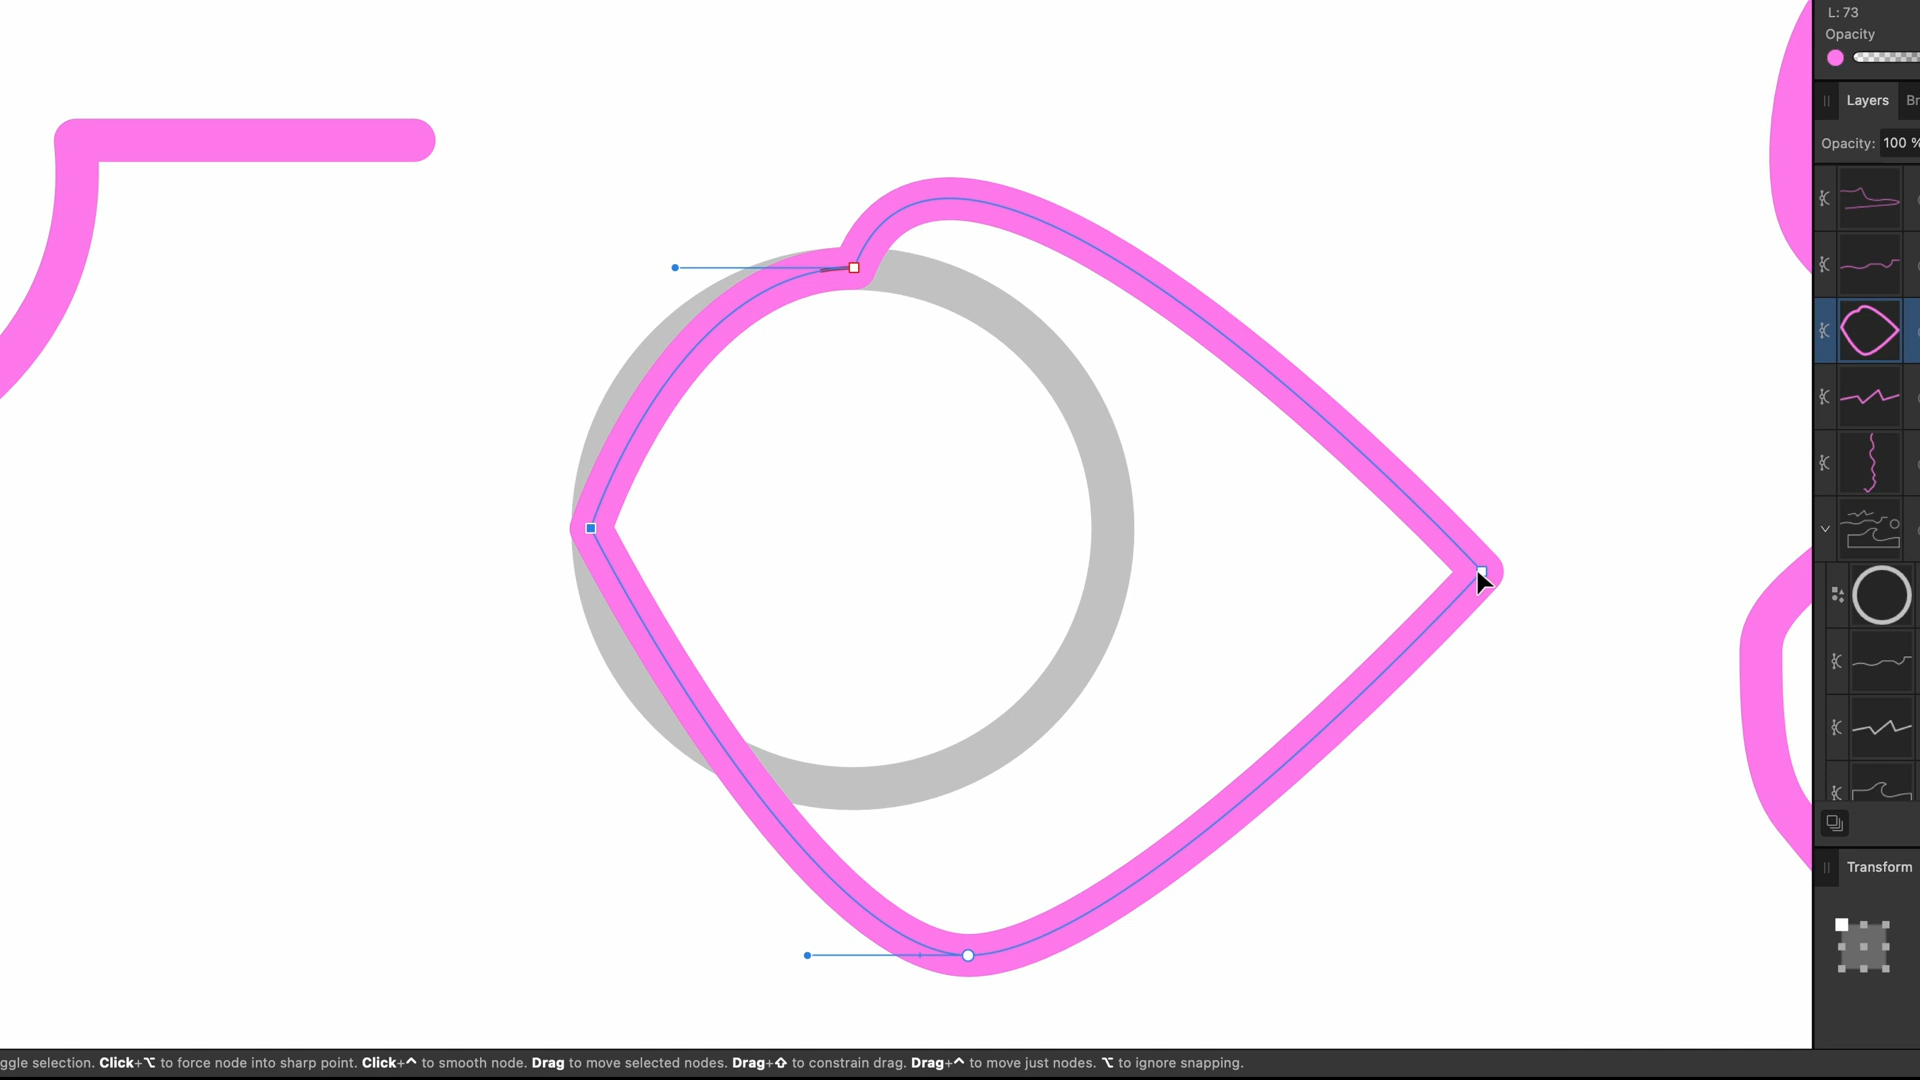 L: 73
Opacity
Layers Br
Opacity: 100 %
Transform
ggle selection. Click+⌥ to force node into sharp point. Click+^ to smooth node. Drag to move selected nodes. Drag+⇧ to constrain drag. Drag+^ to move just nodes. ⌥ to ignore snapping.